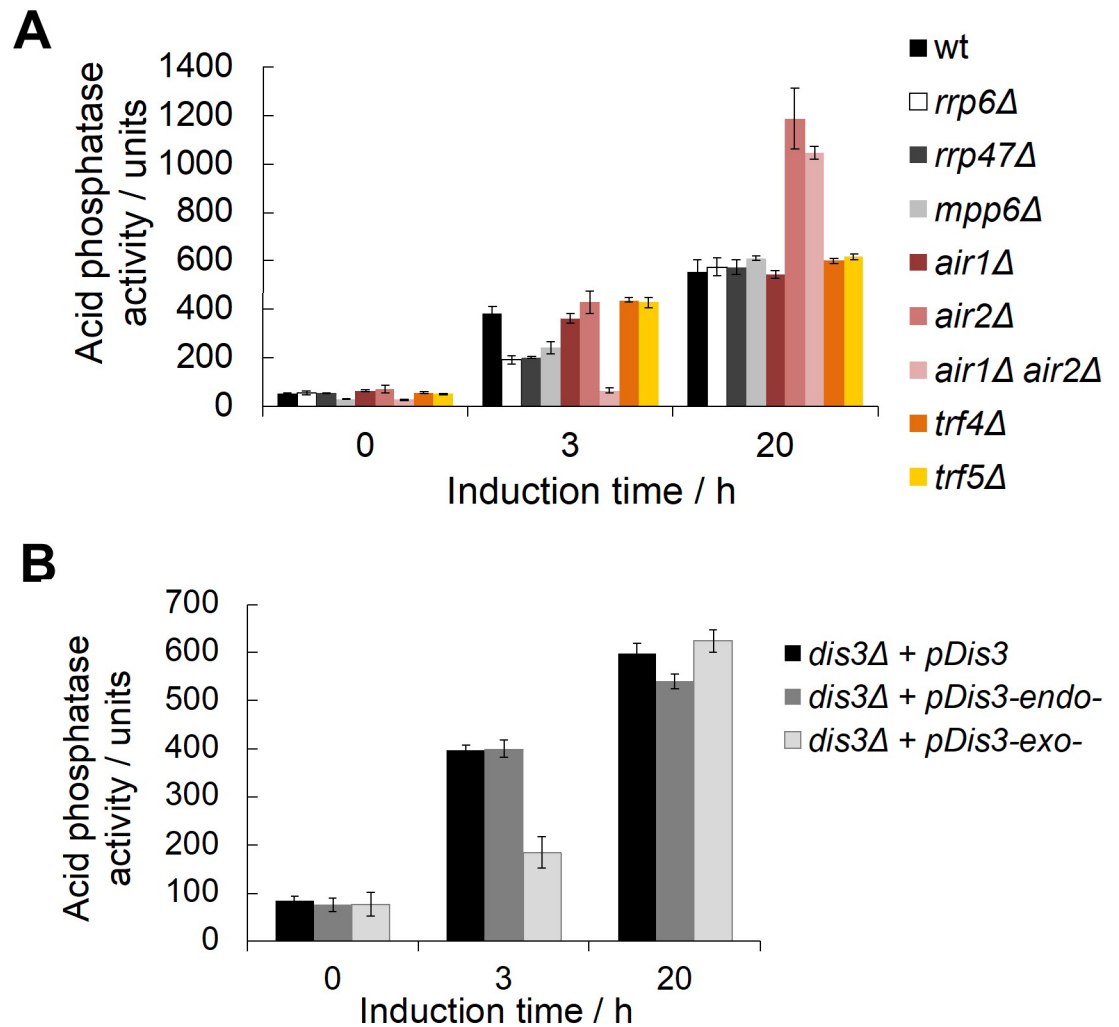 A
Acid phosphatase
activity / units
1400
1200
1000
800
600
400
200
0
0
3
20
Induction time / h
wt
rrp6Δ
rrp47Δ
mpp6Δ
air1Δ
air2Δ
air1Δ air2Δ
trf4Δ
trf5Δ
B
Acid phosphatase
activity / units
700
600
500
400
300
200
100
0
0
3
20
Induction time / h
dis3Δ + pDis3
dis3Δ + pDis3-endo-
dis3Δ + pDis3-exo-